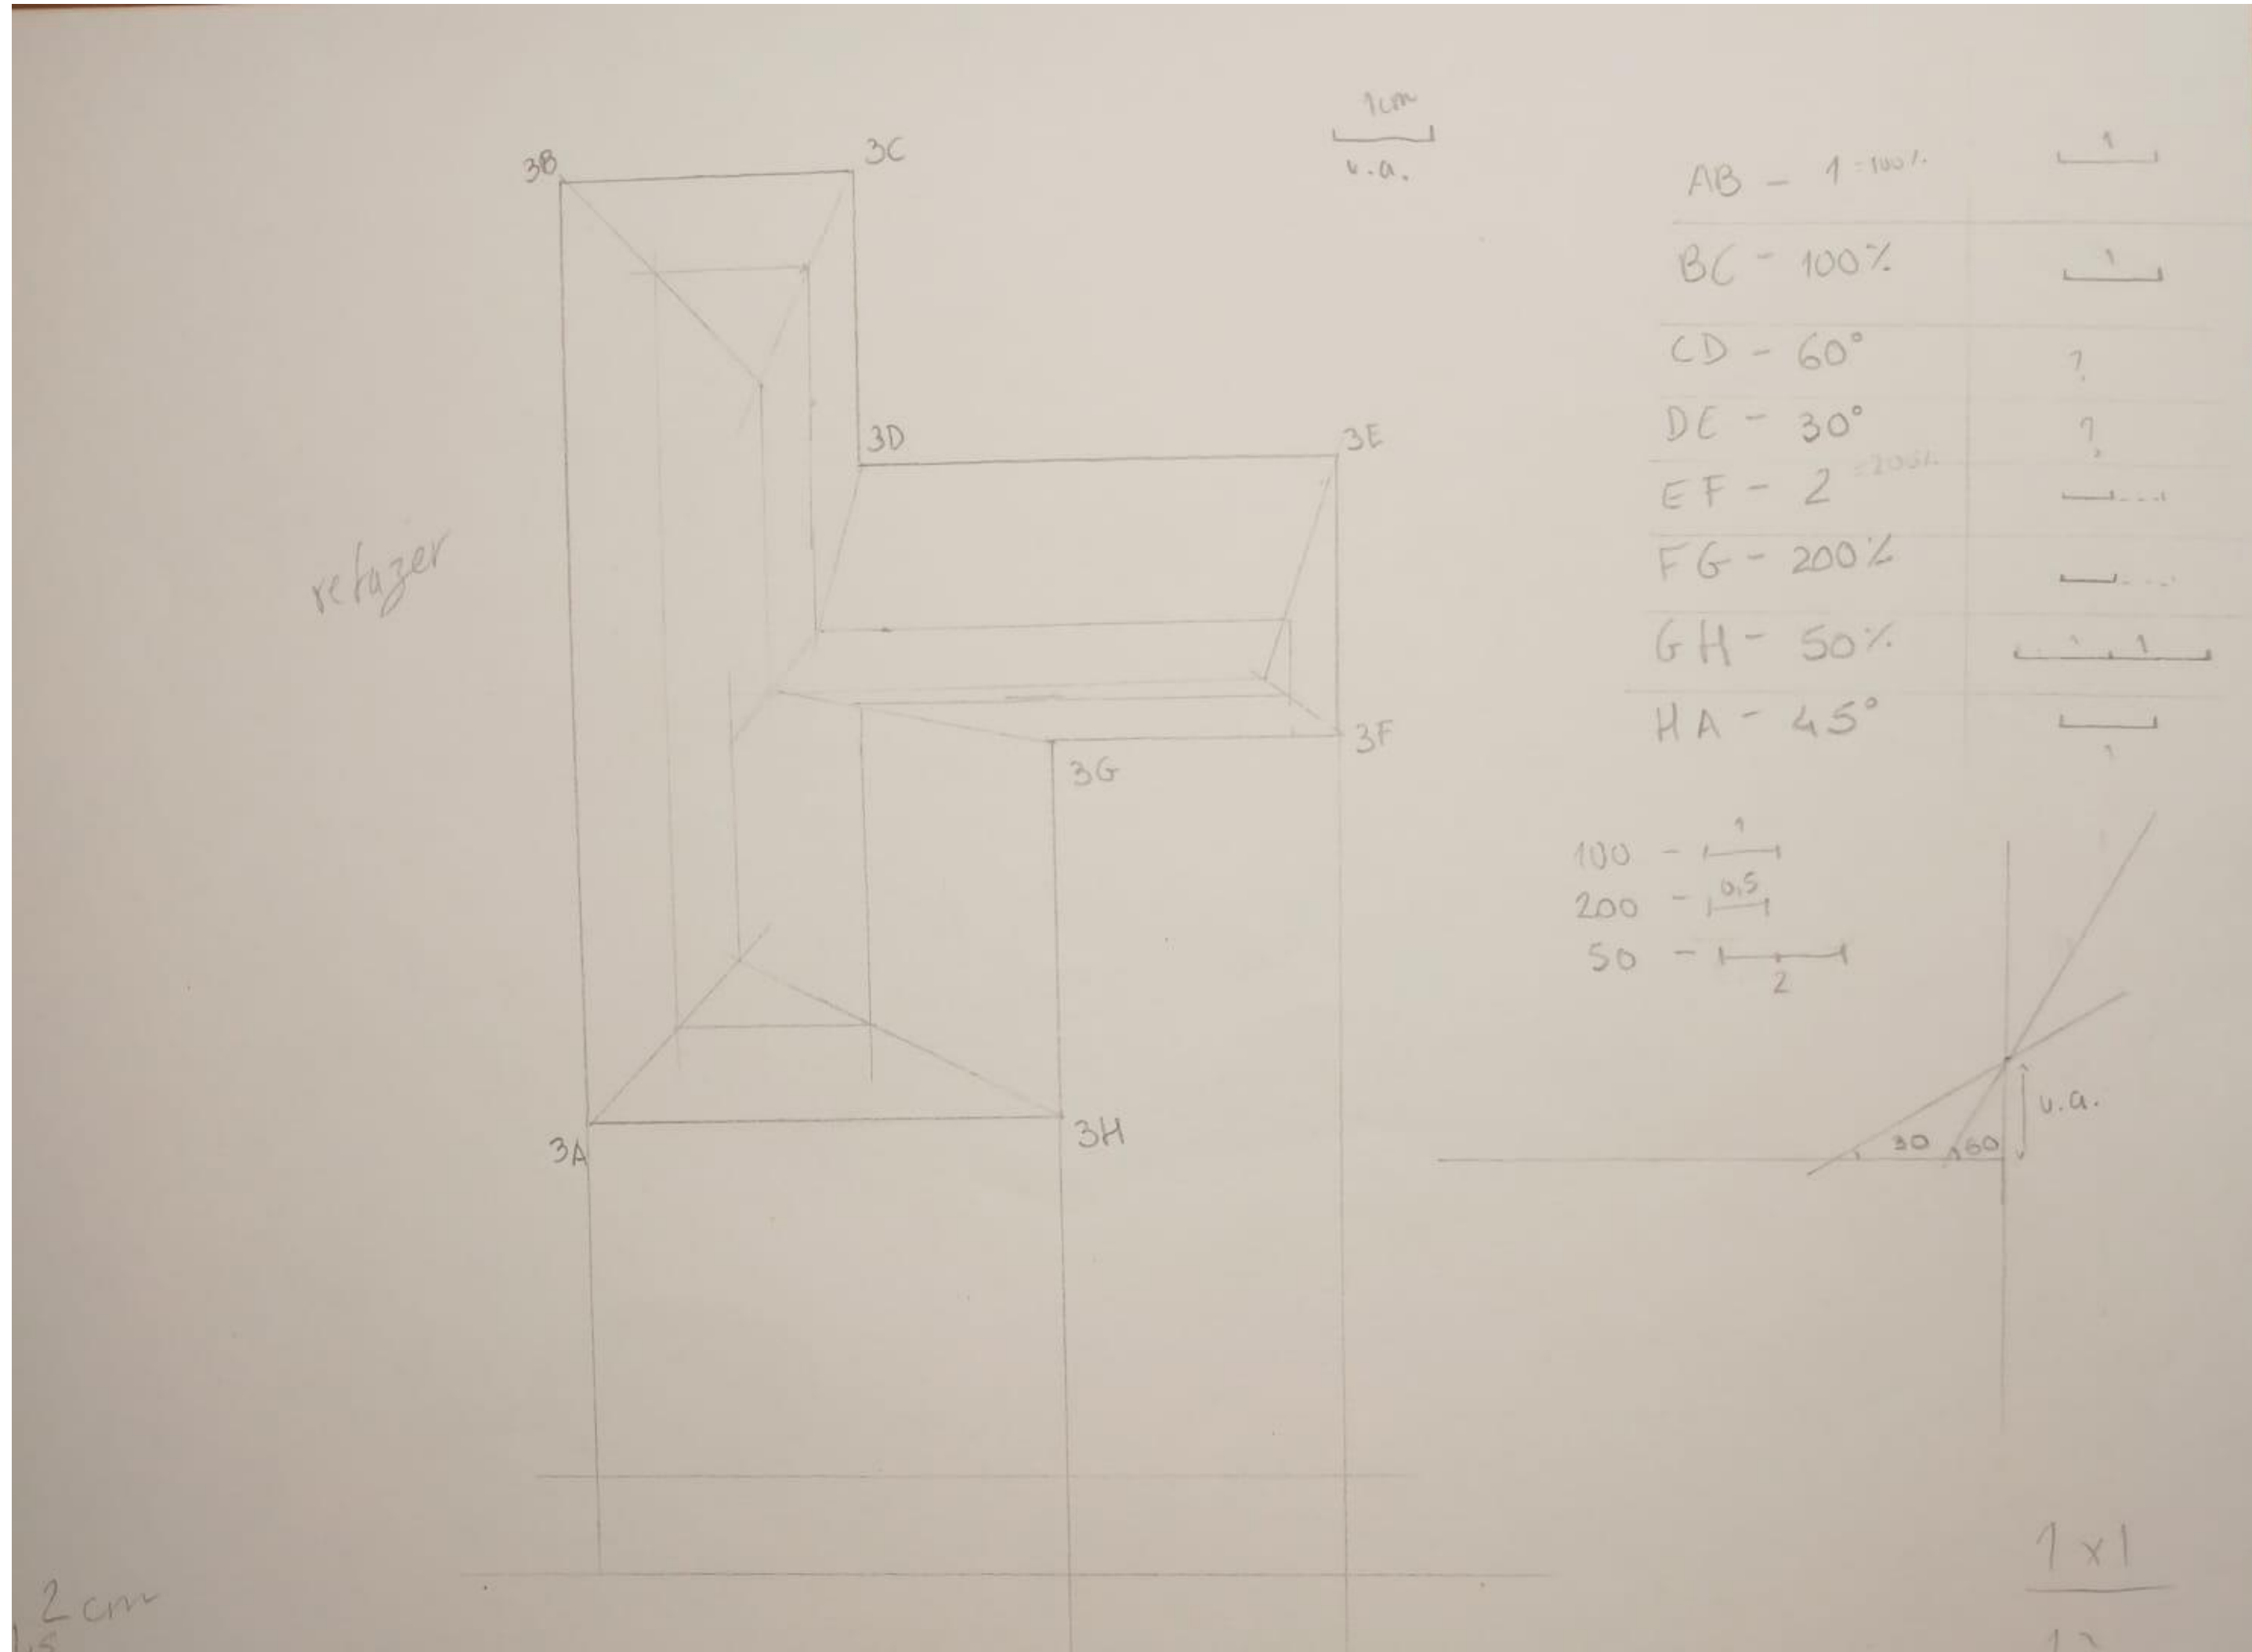 3B
3C
1cm
u.a.
AB - 1 = 100%
1
BC - 100%
1
CD - 60°
?
3D
3E
DE - 30°
?
EF - 2 = 200%
refazer
FG - 200%
GH - 50%
1 1
HA - 45°
1
3F
3G
100 - 1
200 - 0,5
50 - 2
u.a.
30 60
3A
3H
1x1
2 cm